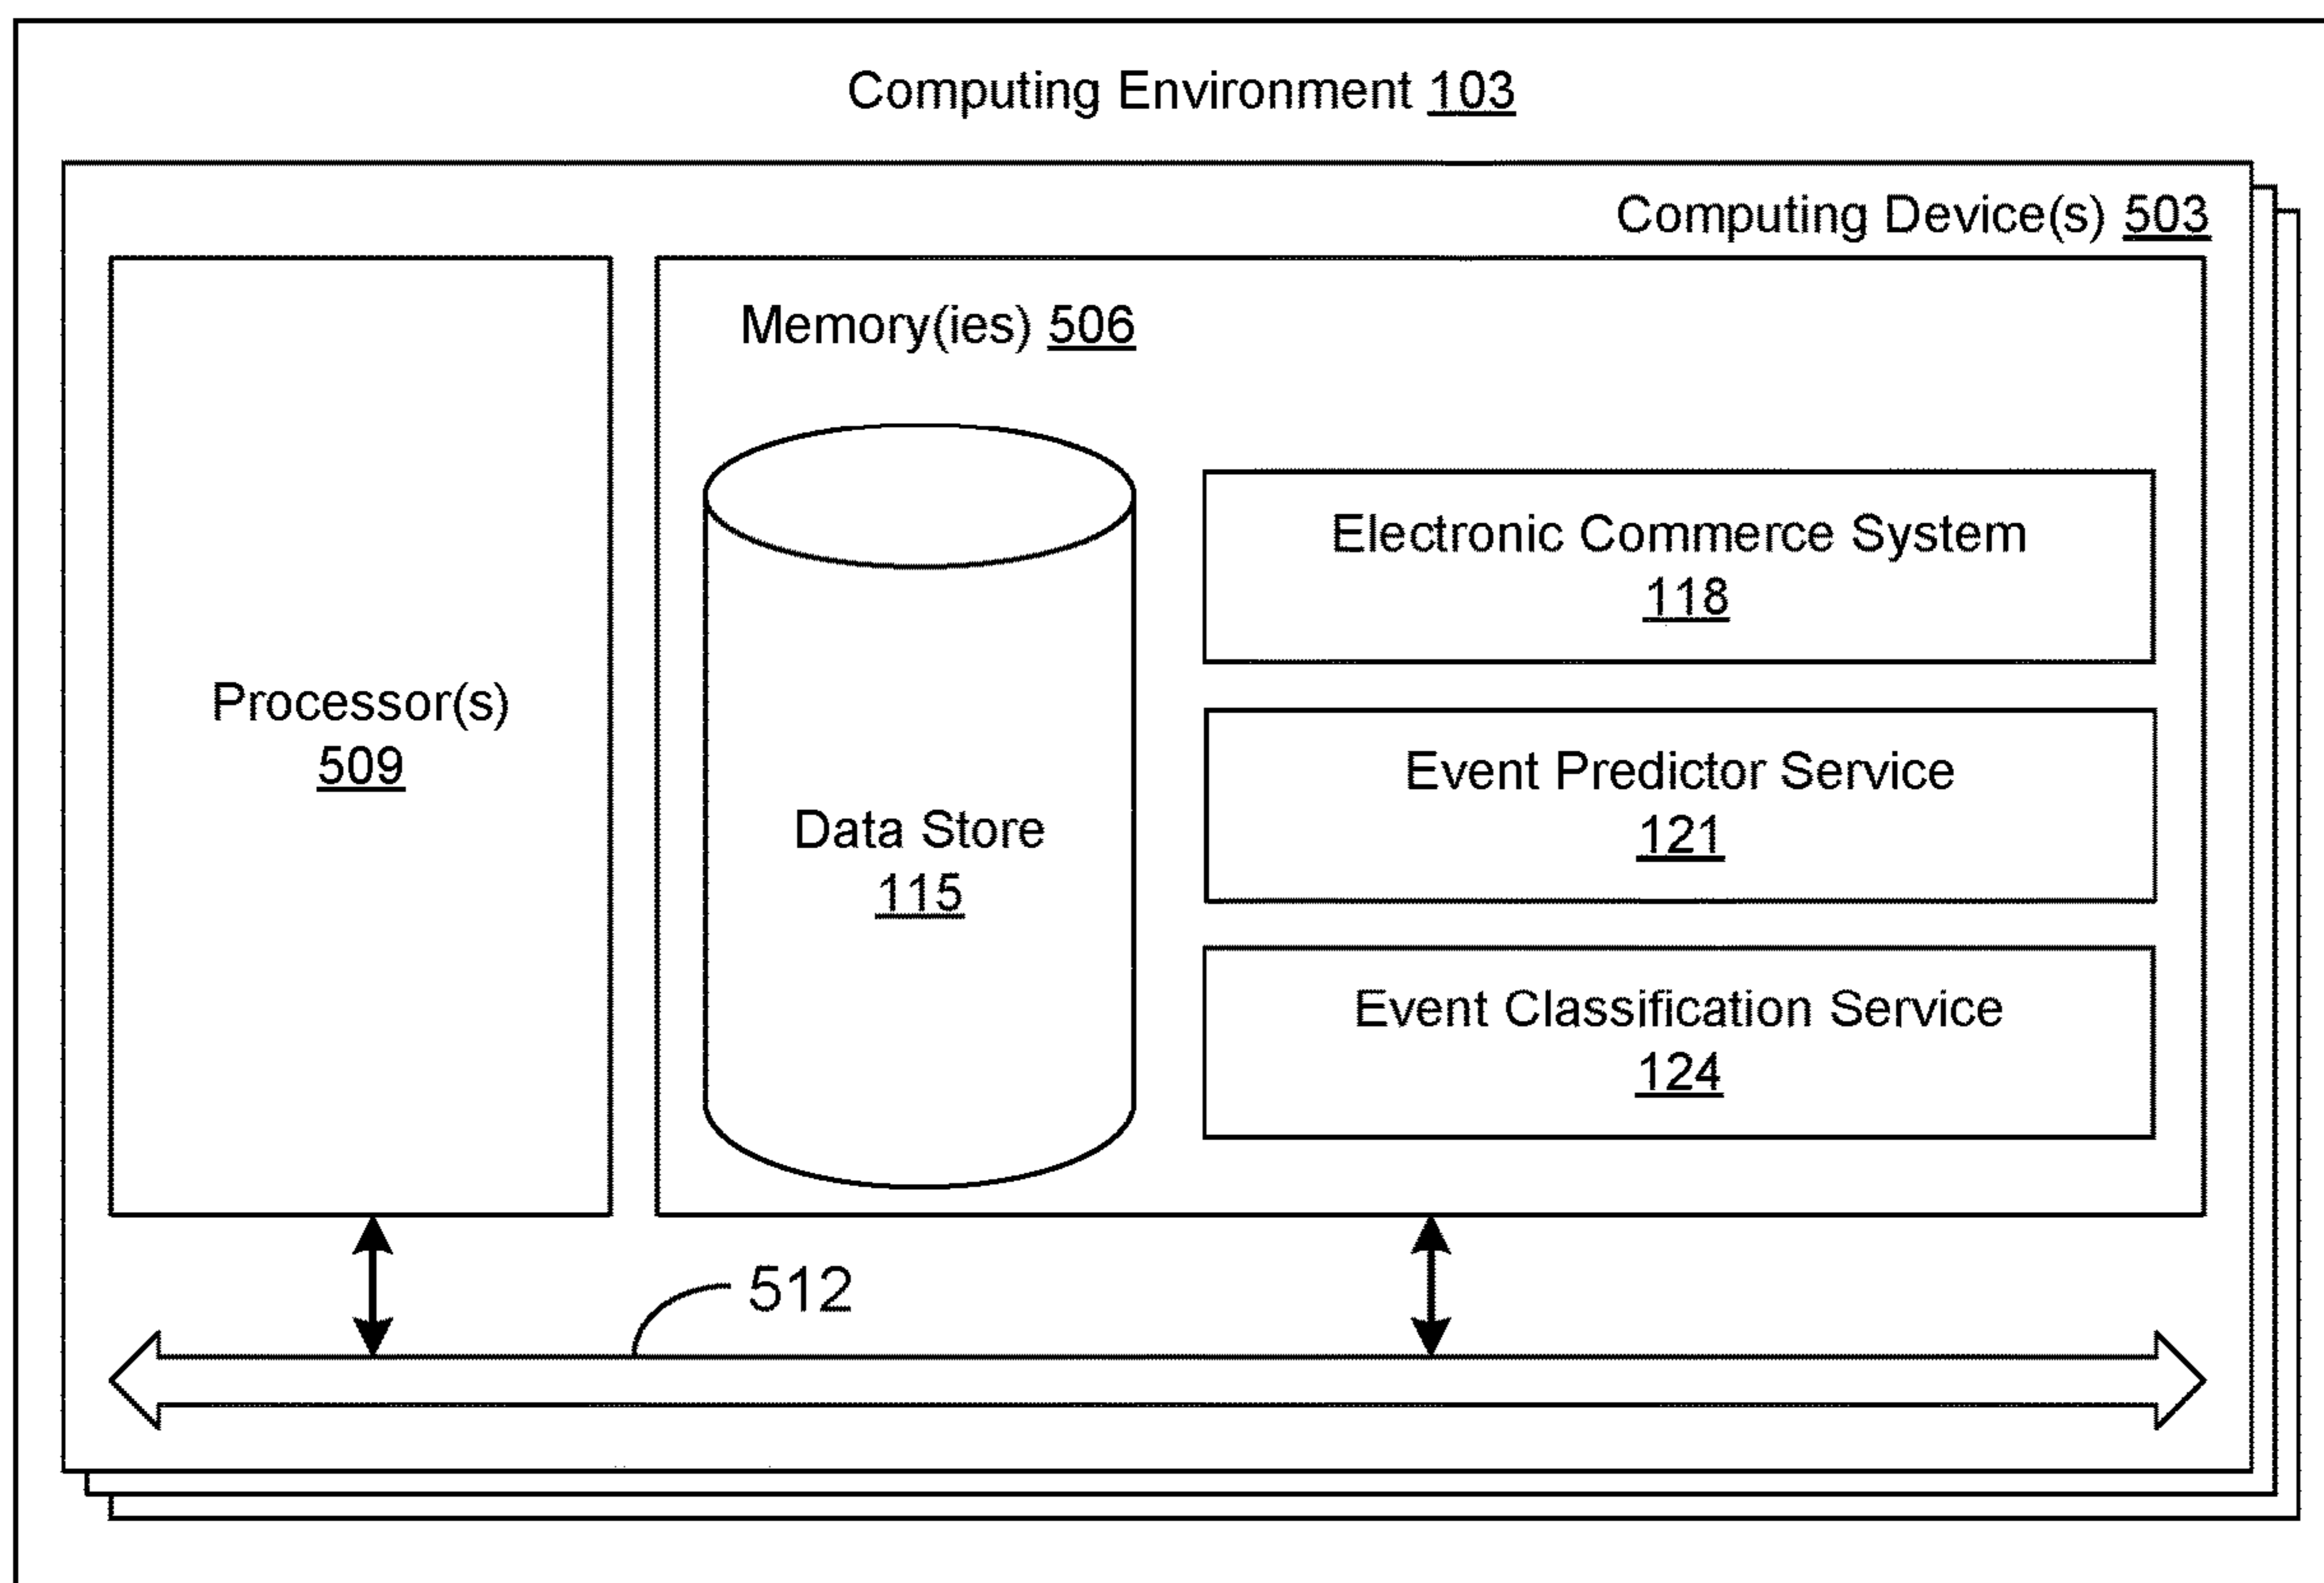 Computing Environment 103
Computing Device(s) 503
Memory(ies) 506
Processor(s)
509
Data Store
115
Electronic Commerce System
118
Event Predictor Service
121
Event Classification Service
124
512